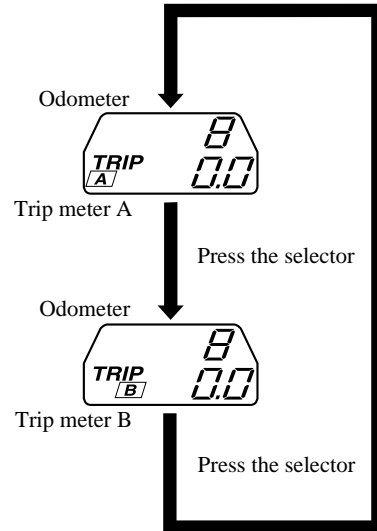 Odometer
8
TRIP
A 0.0
Trip meter A
Press the selector
Odometer
8
TRIP
B 0.0
Trip meter B
Press the selector